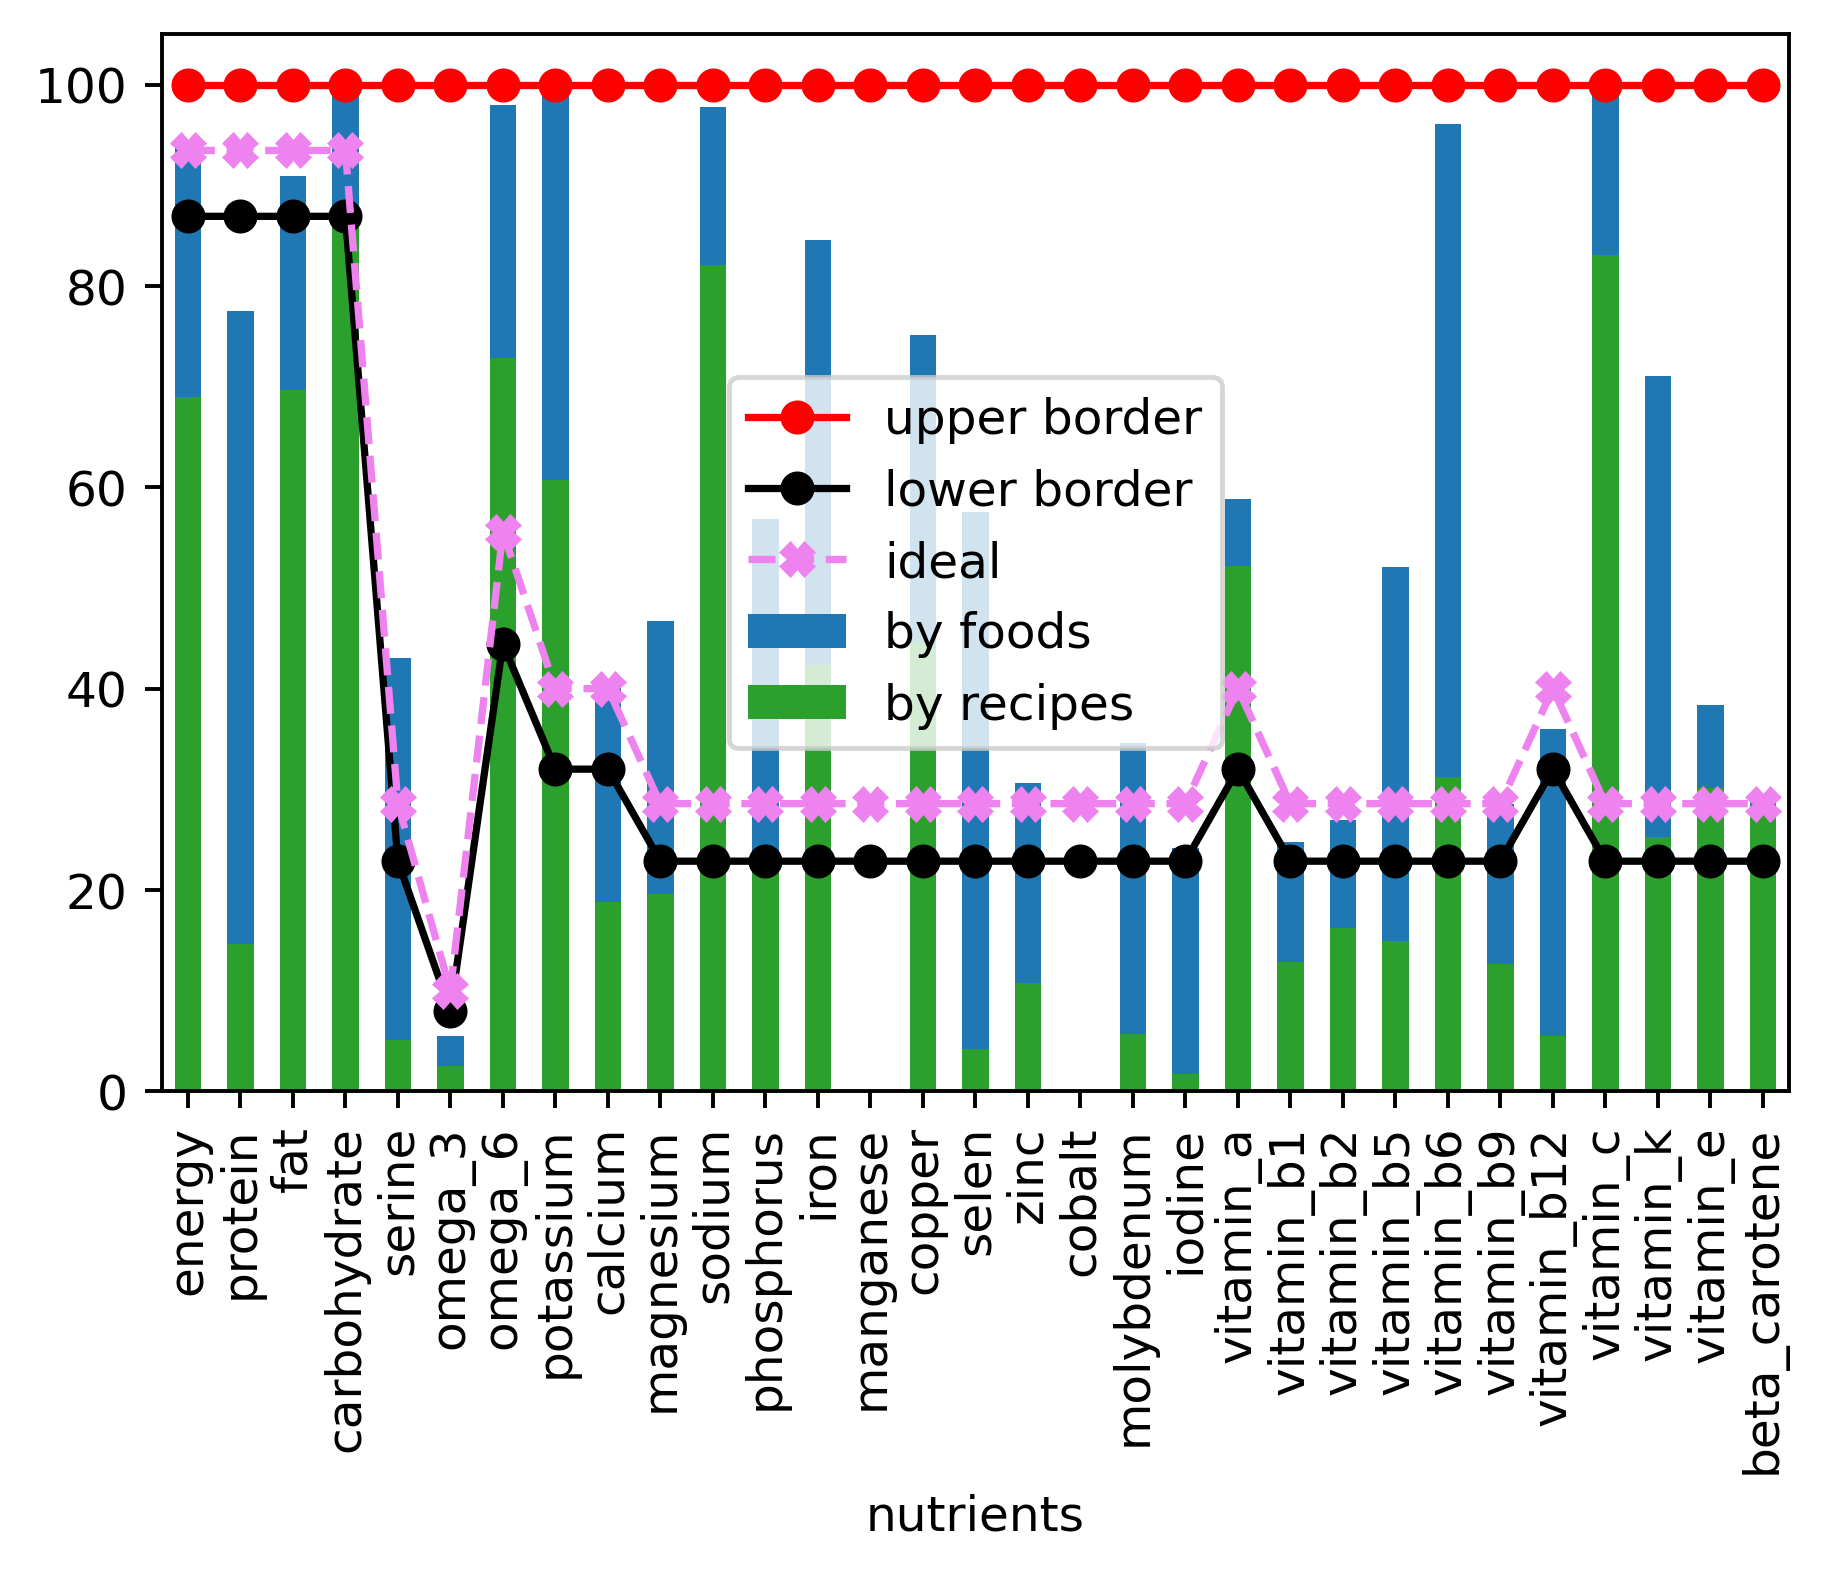 100
80
60
40
20
0
upper border
lower border
ideal
by foods
by recipes
energy
protein
fat
carbohydrate
serine
omega_3
omega_6
potassium
calcium
magnesium
sodium
phosphorus
iron
manganese
copper
selen
zinc
cobalt
molybdenum
iodine
vitamin_a
vitamin_b1
vitamin_b2
vitamin_b5
vitamin_b6
vitamin_b9
vitamin_b12
vitamin_c
vitamin_k
vitamin_e
beta_carotene
nutrients